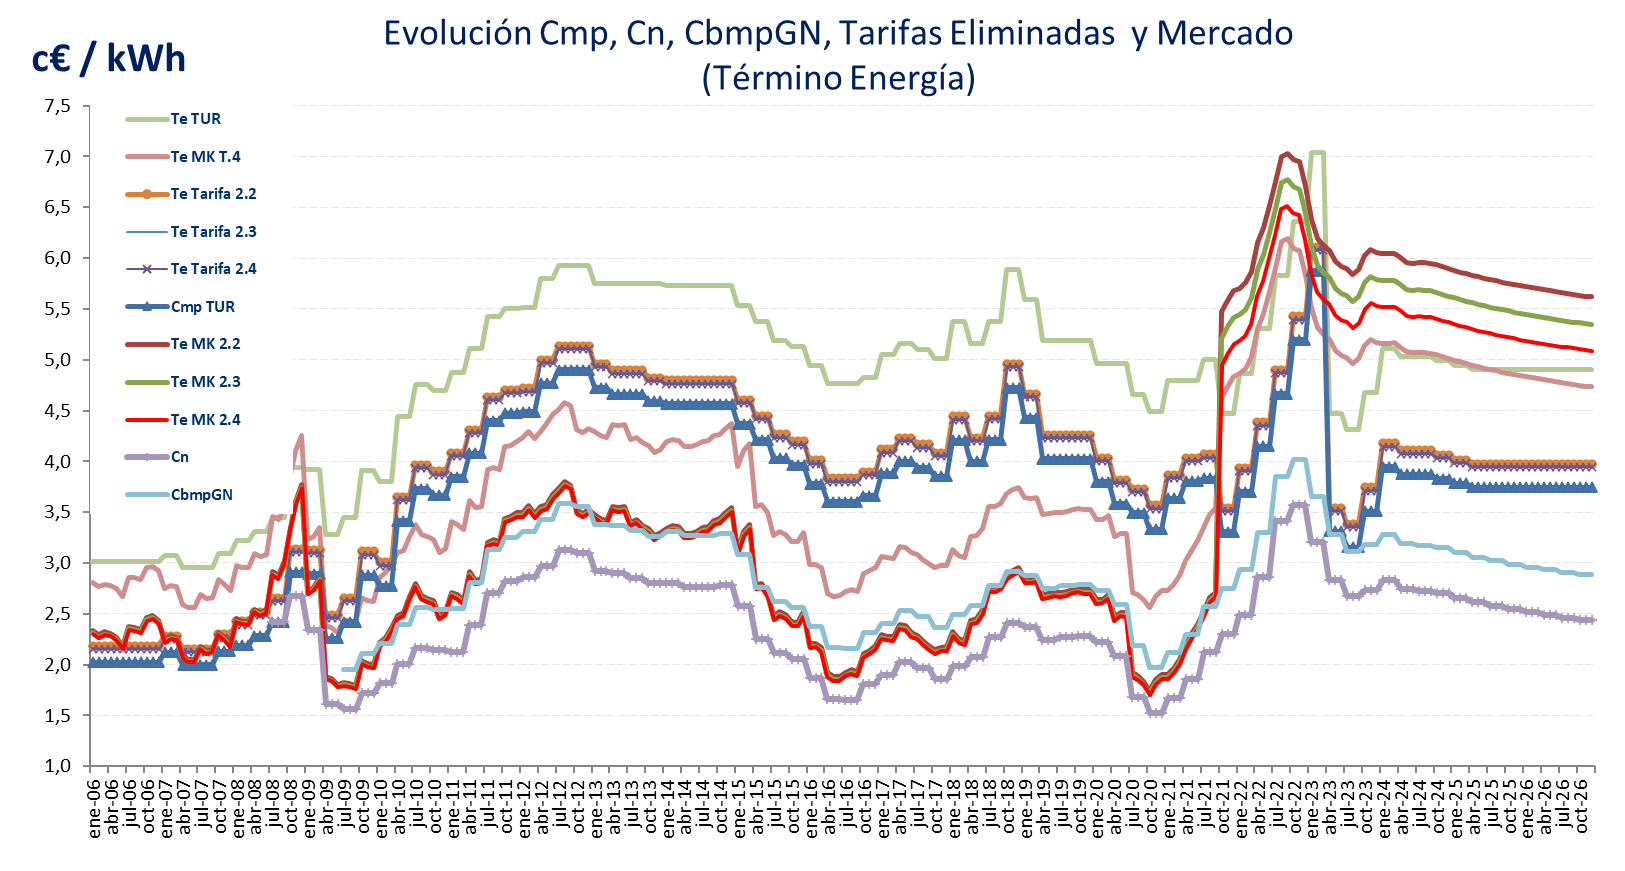 Evolución Cmp, Cn, CbmpGN, Tarifas Eliminadas y Mercado
(Término Energía)
c€ / kWh
7,5
7,0
6,5
6,0
5,5
5,0
4,5
4,0
3,5
3,0
2,5
2,0
1,5
1,0
Te TUR
Te MK T.4
Te Tarifa 2.2
Te Tarifa 2.3
Te Tarifa 2.4
Cmp TUR
Te MK 2.2
Te MK 2.3
Te MK 2.4
Cn
CbmpGN
ene-06
abr-06
jul-06
oct-06
ene-07
abr-07
jul-07
oct-07
ene-08
abr-08
jul-08
oct-08
ene-09
abr-09
jul-09
oct-09
ene-10
abr-10
jul-10
oct-10
ene-11
abr-11
jul-11
oct-11
ene-12
abr-12
jul-12
oct-12
ene-13
abr-13
jul-13
oct-13
ene-14
abr-14
jul-14
oct-14
ene-15
abr-15
jul-15
oct-15
ene-16
abr-16
jul-16
oct-16
ene-17
abr-17
jul-17
oct-17
ene-18
abr-18
jul-18
oct-18
ene-19
abr-19
jul-19
oct-19
ene-20
abr-20
jul-20
oct-20
ene-21
abr-21
jul-21
oct-21
ene-22
abr-22
jul-22
oct-22
ene-23
abr-23
jul-23
oct-23
ene-24
abr-24
jul-24
oct-24
ene-25
abr-25
jul-25
oct-25
ene-26
abr-26
jul-26
oct-26